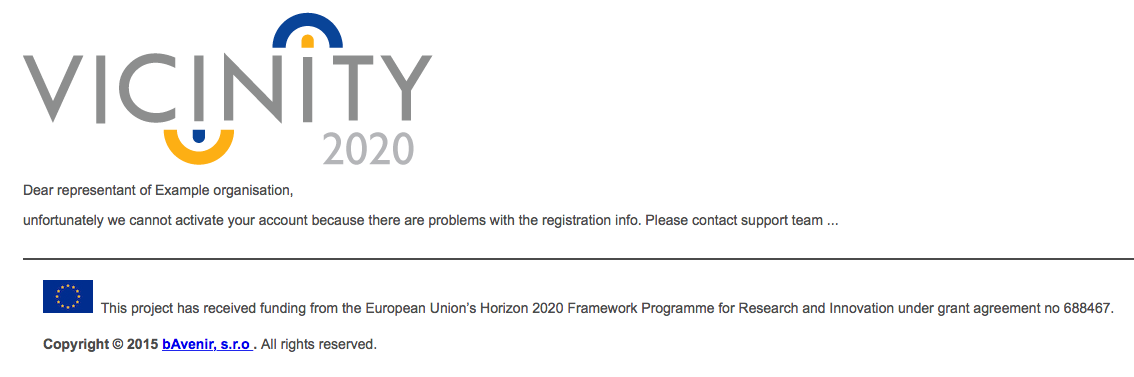 VICINITY
2020
Dear representant of Example organisation,
unfortunately we cannot activate your account because there are problems with the registration info. Please contact support team ...
This project has received funding from the European Union’s Horizon 2020 Framework Programme for Research and Innovation under grant agreement no 688467.
Copyright © 2015 bAvenir, s.r.o . All rights reserved.